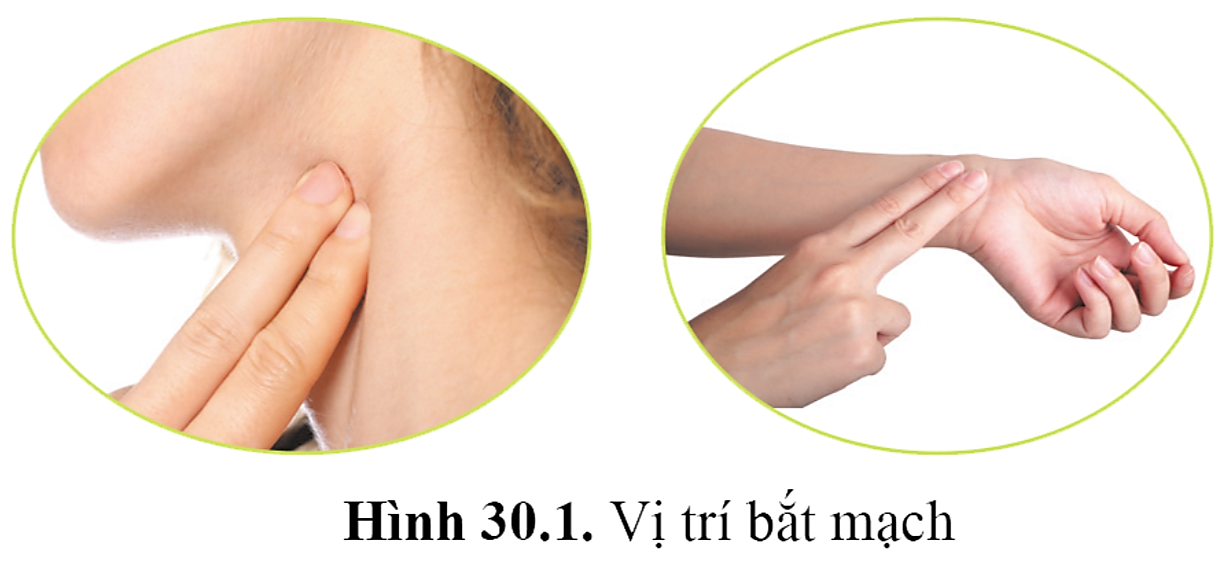 Hình 30.1. Vị trí bắt mạch